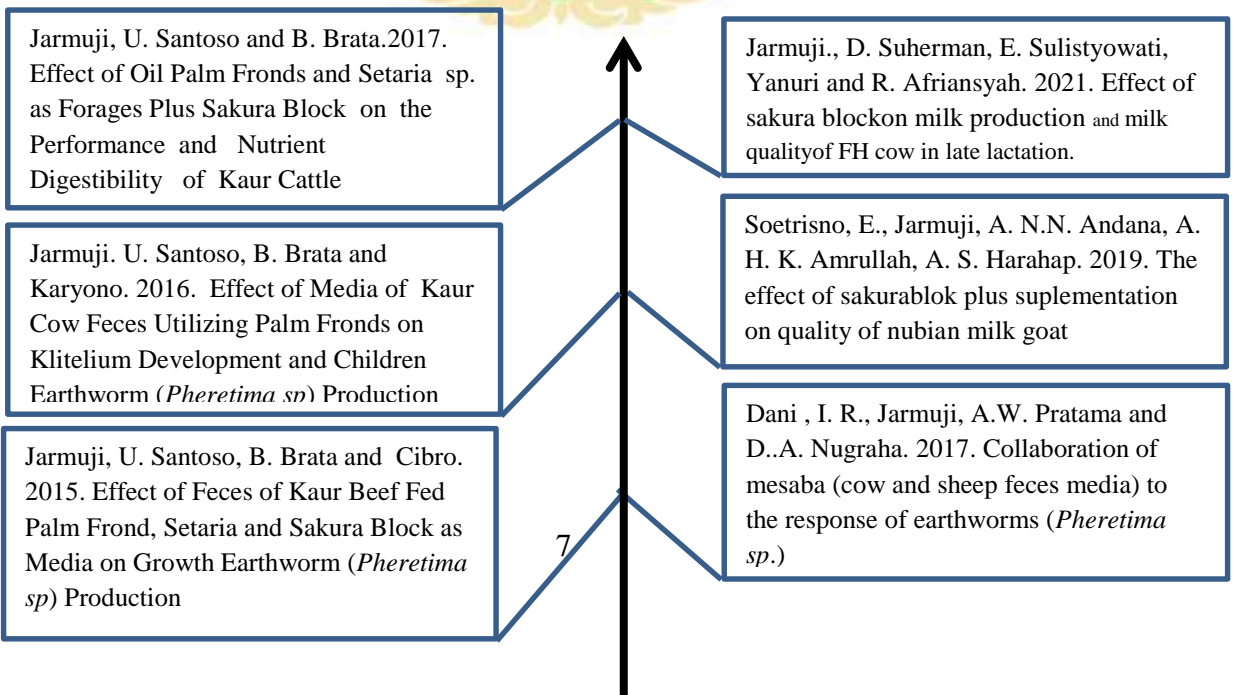 Jarmuji, U. Santoso and B. Brata.2017.
Effect of Oil Palm Fronds and Setaria sp.
as Forages Plus Sakura Block on the
Performance and Nutrient
Digestibility of Kaur Cattle
Jarmuji. U. Santoso, B. Brata and
Karyono. 2016. Effect of Media of Kaur
Cow Feces Utilizing Palm Fronds on
Klitelium Development and Children
Earthworm (Pheretima sp) Production
Jarmuji, U. Santoso, B. Brata and Cibro.
2015. Effect of Feces of Kaur Beef Fed
Palm Frond, Setaria and Sakura Block as
Media on Growth Earthworm (Pheretima
sp) Production
7
Jarmuji., D. Suherman, E. Sulistyowati,
Yanuri and R. Afriansyah. 2021. Effect of
sakura blockon milk production and milk
qualityof FH cow in late lactation.
Soetrisno, E., Jarmuji, A. N.N. Andana, A.
H. K. Amrullah, A. S. Harahap. 2019. The
effect of sakurablok plus suplementation
on quality of nubian milk goat
Dani , I. R., Jarmuji, A.W. Pratama and
D..A. Nugraha. 2017. Collaboration of
mesaba (cow and sheep feces media) to
the response of earthworms (Pheretima
sp.)